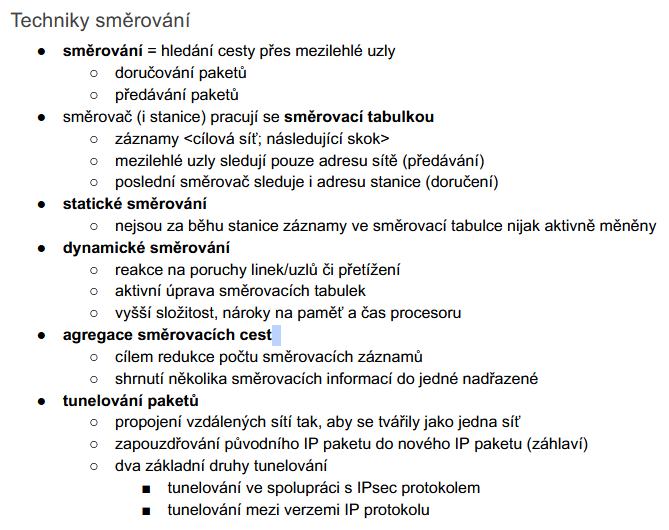 Techniky směrování
● směrování = hledání cesty přes mezilehlé uzly
○ doručování paketů
○ předávání paketů
● směrovač (i stanice) pracují se směrovací tabulkou
○ záznamy <cílová síť; následující skok>
○ mezilehlé uzly sledují pouze adresu sítě (předávání)
○ poslední směrovač sleduje i adresu stanice (doručení)
● statické směrování
○ nejsou za běhu stanice záznamy ve směrovací tabulce nijak aktivně měněny
● dynamické směrování
○ reakce na poruchy linek/uzlů či přetížení
○ aktivní úprava směrovacích tabulek
○ vyšší složitost, nároky na paměť a čas procesoru
● agregace směrovacích cest
○ cílem redukce počtu směrovacích záznamů
○ shrnutí několika směrovacích informací do jedné nadřazené
● tunelování paketů
○ propojení vzdálených sítí tak, aby se tvářily jako jedna síť
○ zapouzdřování původního IP paketu do nového IP paketu (záhlaví)
○ dva základní druhy tunelování
■ tunelování ve spolupráci s IPsec protokolem
■ tunelování mezi verzemi IP protokolu